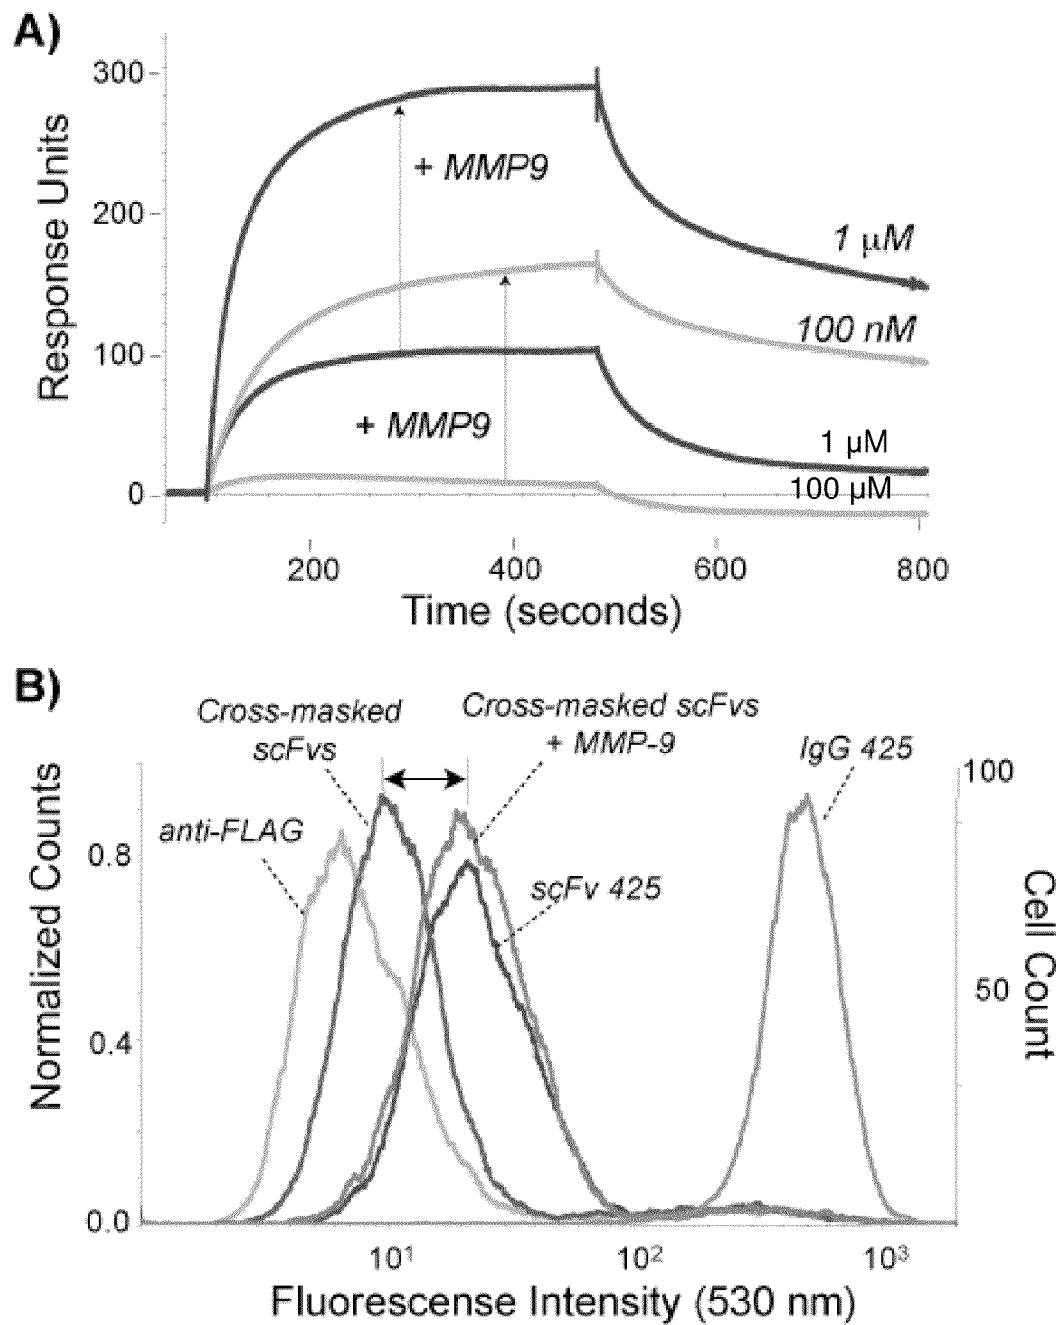 A)
Response Units
300
200
100
0
+ MMP9
1 μM
100 nM
+ MMP9
1 μM
100 μM
200
400
600
800
Time (seconds)
B)
Normalized Counts
0.8
0.4
0.0
Cross-masked
scFvs
Cross-masked scFvs
+ MMP-9
IgG 425
anti-FLAG
scFv 425
100
50
Cell Count
10¹
10²
10³
Fluorescense Intensity (530 nm)